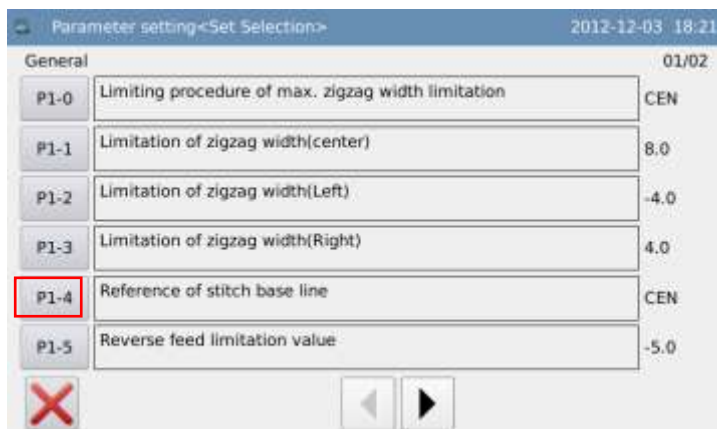 Parameter setting<Set Selection> 2012-12-03 18:21
General 01/02
P1-0 Limiting procedure of max. zigzag width limitation CEN
P1-1 Limitation of zigzag width(center) 8.0
P1-2 Limitation of zigzag width(Left) -4.0
P1-3 Limitation of zigzag width(Right) 4.0
P1-4 Reference of stitch base line CEN
P1-5 Reverse feed limitation value -5.0